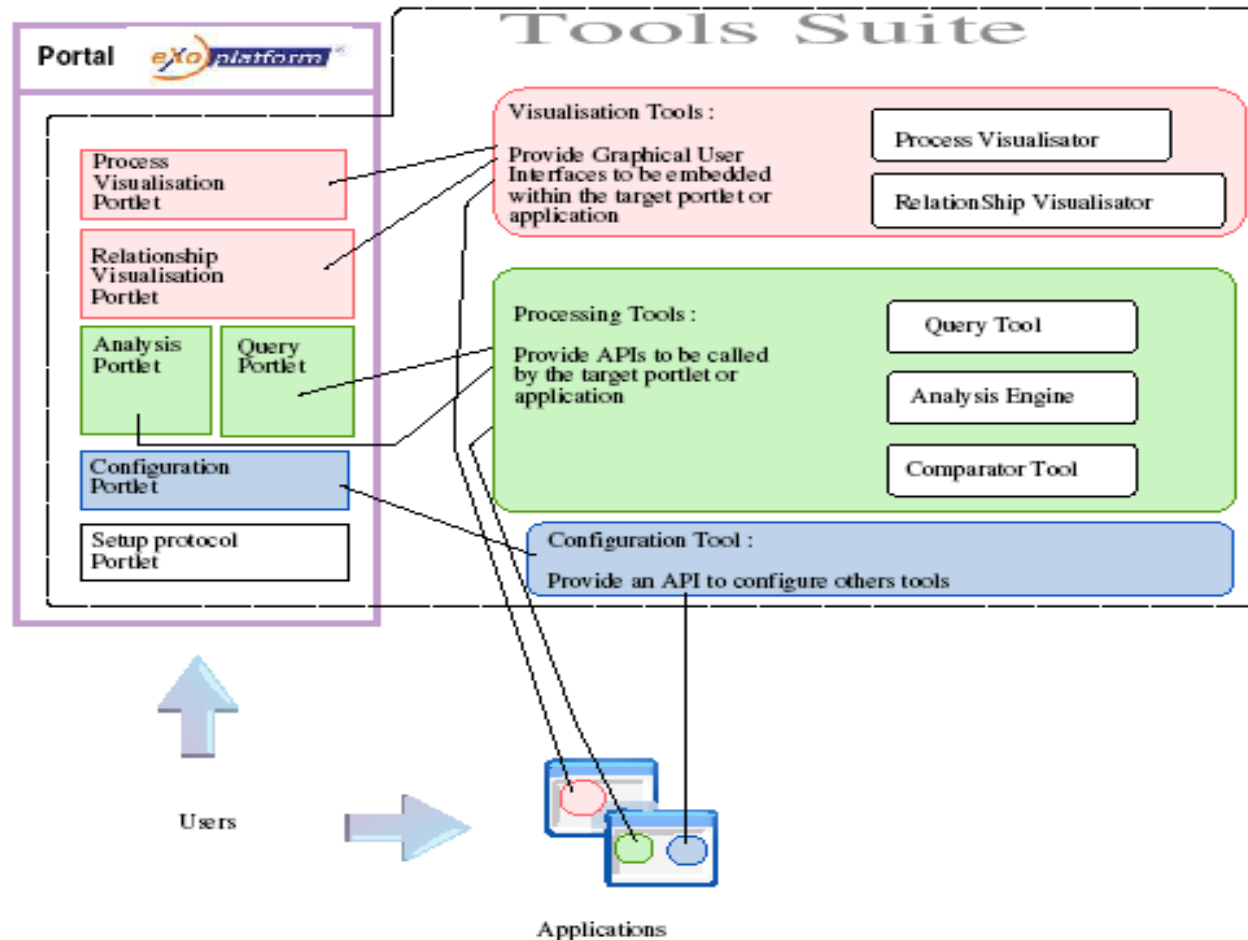 Tools Suite
Portal eXo platform
Process
Visualisation
Portlet
Relationship
Visualisation
Portlet
Analysis
Portlet
Query
Portlet
Configuration
Portlet
Setup protocol
Portlet
Visualisation Tools :
Provide Graphical User
Interfaces to be embedded
within the target portlet or
application
Process Visualisator
RelationShip Visualisator
Processing Tools :
Provide APIs to be called
by the target portlet or
application
Query Tool
Analysis Engine
Comparator Tool
Configuration Tool :
Provide an API to configure others tools
Users
Applications